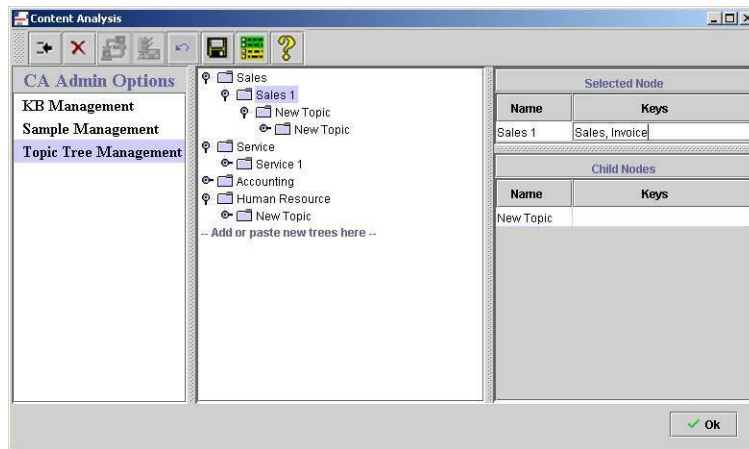 Content Analysis
CA Admin Options
KB Management
Sample Management
Topic Tree Management
Sales
Sales 1
New Topic
New Topic
Service
Service 1
Accounting
Human Resource
New Topic
-- Add or paste new trees here --
Selected Node
Name Keys
Sales 1 Sales, Invoice
Child Nodes
Name Keys
New Topic
Ok